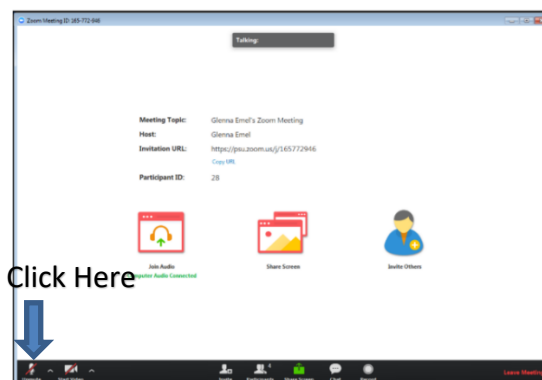 Zoom Meeting ID: 165-772-946
Talking:
Meeting Topic: Glenna Emel's Zoom Meeting
Host: Glenna Emel
Invitation URL: https://psu.zoom.us/j/165772946
Copy URL
Participant ID: 28
Join Audio Share Screen Invite Others
Computer Audio Connected
Click Here
Unmute Start Video Invite Participants Share Screen Chat Record Leave Meeting